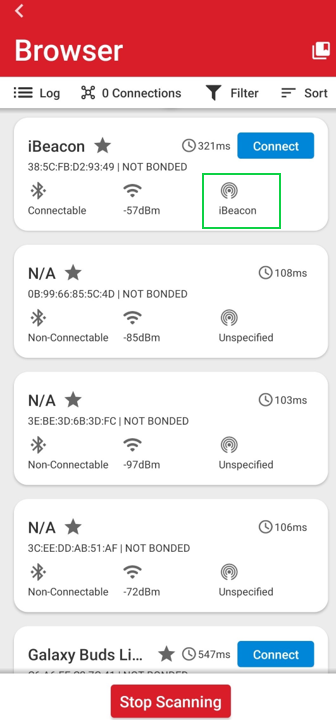 Browser
Log 0 Connections Filter Sort
iBeacon 321ms Connect
38:5C:FB:D2:93:49 | NOT BONDED
Connectable -57dBm iBeacon
N/A 108ms
0B:99:66:85:5C:4D | NOT BONDED
Non-Connectable -85dBm Unspecified
N/A 103ms
3E:BE:3D:6B:3D:FC | NOT BONDED
Non-Connectable -97dBm Unspecified
N/A 106ms
3C:EE:DD:AB:51:AF | NOT BONDED
Non-Connectable -72dBm Unspecified
Galaxy Buds Li... 547ms Connect
NOT BONDED
Stop Scanning